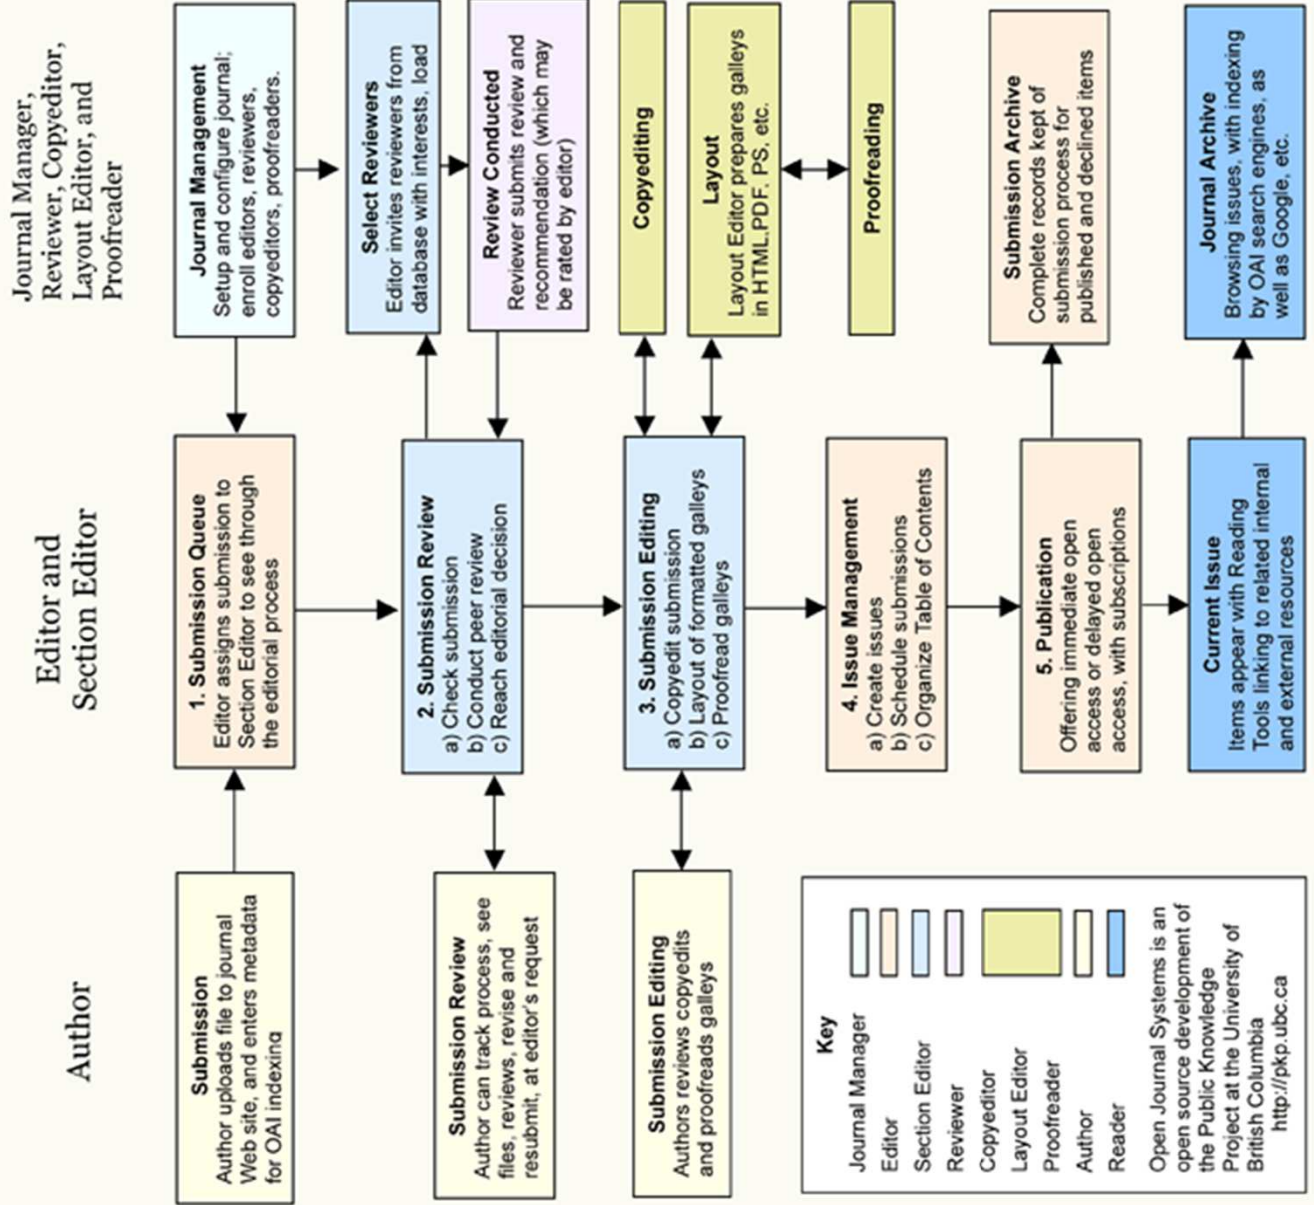 Author
Editor and
Section Editor
Journal Manager,
Reviewer, Copyeditor,
Layout Editor, and
Proofreader
Submission
Author uploads file to journal
Web site, and enters metadata
for OAI indexing
1. Submission Queue
Editor assigns submission to
Section Editor to see through
the editorial process
Journal Management
Setup and configure journal;
enroll editors, reviewers,
copyeditors, proofreaders.
Submission Review
Author can track process, see
files, reviews, revise and
resubmit, at editor's request
2. Submission Review
a) Check submission
b) Conduct peer review
c) Reach editorial decision
Select Reviewers
Editor invites reviewers from
database with interests, load
Review Conducted
Reviewer submits review and
recommendation (which may
be rated by editor)
Submission Editing
Authors reviews copyedits
and proofreads galleys
3. Submission Editing
a) Copyedit submission
b) Layout of formatted galleys
c) Proofread galleys
Copyediting
Layout
Layout Editor prepares galleys
in HTML,PDF, PS, etc.
Proofreading
4. Issue Management
a) Create issues
b) Schedule submissions
c) Organize Table of Contents
5. Publication
Offering immediate open
access or delayed open
access, with subscriptions
Submission Archive
Complete records kept of
submission process for
published and declined items
Current Issue
Items appear with Reading
Tools linking to related internal
and external resources
Journal Archive
Browsing issues, with indexing
by OAI search engines, as
well as Google, etc.
Key
Journal Manager
Editor
Section Editor
Reviewer
Copyeditor
Layout Editor
Proofreader
Author
Reader
Open Journal Systems is an
open source development of
the Public Knowledge
Project at the University of
British Columbia
http://pkp.ubc.ca